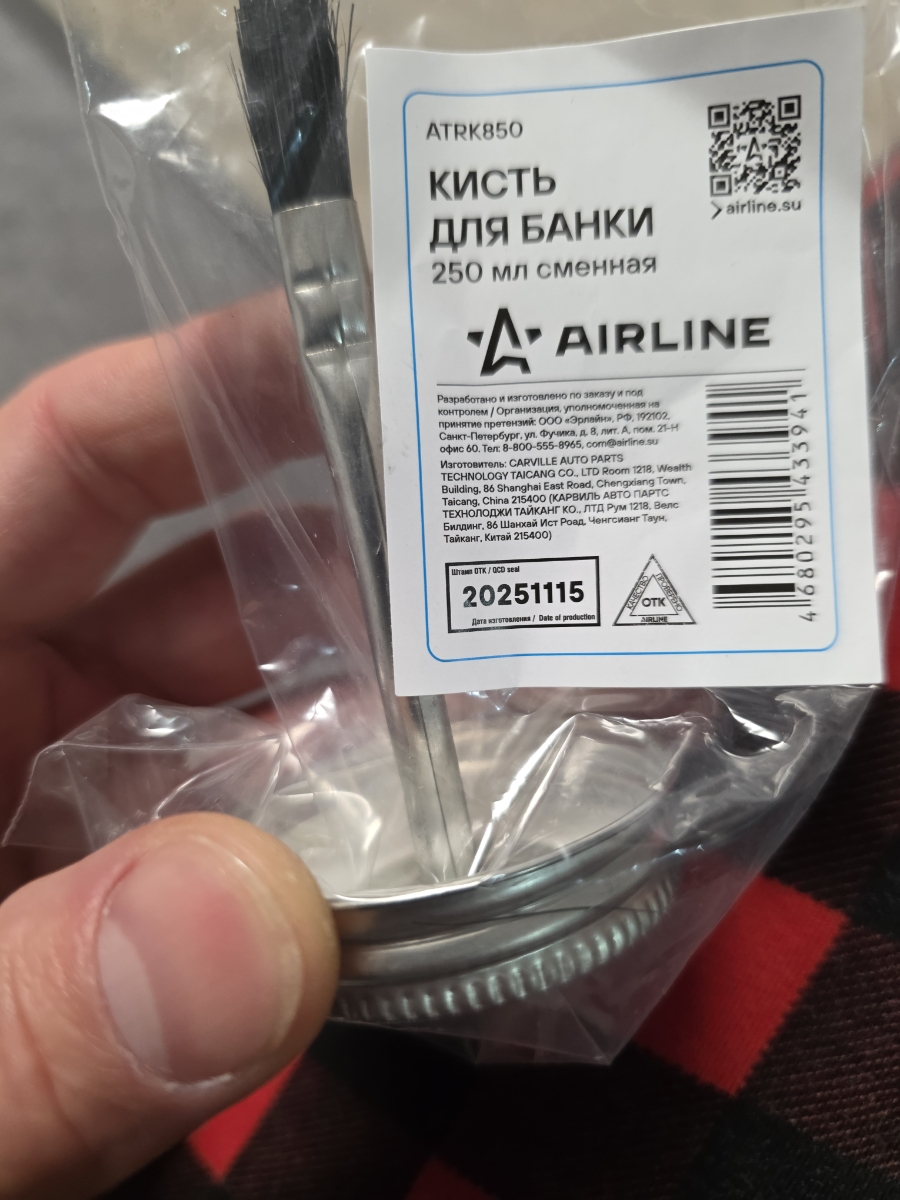 ATRK850
КИСТЬ
ДЛЯ БАНКИ
250 мл сменная
airline.su
AIRLINE
Разработано и изготовлено по заказу и под
контролем / Организация, уполномоченная на
принятие претензий: ООО «Эрлайн», РФ, 192102,
Санкт-Петербург, ул. Фучика, д. 8, лит. А, пом. 21-Н
офис 60. Тел: 8-800-555-8965, com@airline.su
Изготовитель: CARVILLE AUTO PARTS
TECHNOLOGY TAICANG CO., LTD Room 1218, Wealth
Building, 86 Shanghai East Road, Chengxiang Town,
Taicang, China 215400 (КАРВИЛЬ АВТО ПАРТС
ТЕХНОЛОДЖИ ТАЙКАНГ КО., ЛТД Рум 1218, Велс
Билдинг, 86 Шанхай Ист Роад, Ченгсианг Таун,
Тайканг, Китай 215400)
Штамп ОТК / QCD seal
20251115
Дата изготовления / Date of production
КАЧЕСТВО
ПРОВЕРЕНО
ОТК
AIRLINE
4680295433941